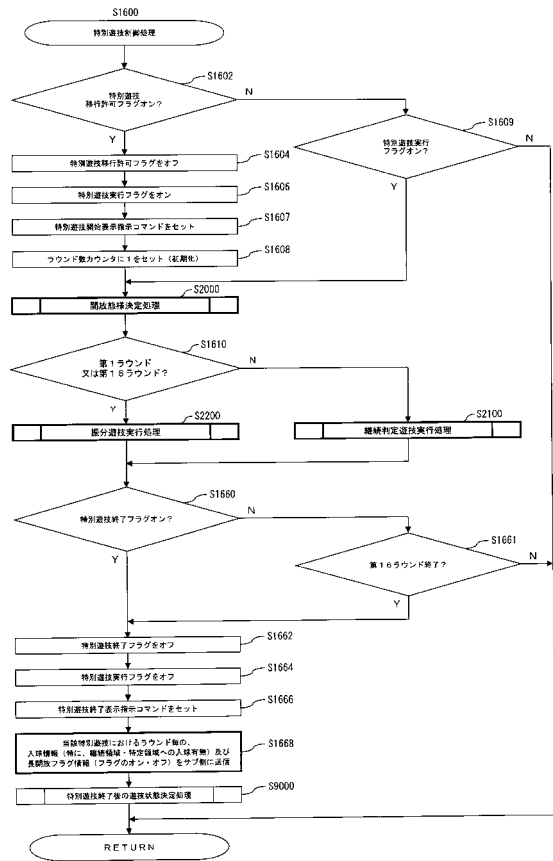 S1600
特別遊技制御処理
S1602
特別遊技
移行許可フラグオン?
N
Y
S1609
特別遊技実行
フラグオン?
N
Y
S1604
特別遊技移行許可フラグをオフ
S1606
特別遊技実行フラグをオン
S1607
特別遊技開始表示指示コマンドをセット
S1608
ラウンド数カウンタに1をセット(初期化)
S2000
開放態様決定処理
S1610
第1ラウンド
又は第16ラウンド?
N
Y
S2200
振分遊技実行処理
S2100
継続判定遊技実行処理
S1660
特別遊技終了フラグオン?
N
Y
S1661
第16ラウンド終了?
N
Y
S1662
特別遊技終了フラグをオフ
S1664
特別遊技実行フラグをオフ
S1666
特別遊技終了表示指示コマンドをセット
S1668
当該特別遊技におけるラウンド毎の、
入球情報(特に、継続領域・特定領域への入球有無)及び
長開放フラグ情報(フラグのオン・オフ)をサブ側に送信
S9000
特別遊技終了後の遊技状態決定処理
RETURN